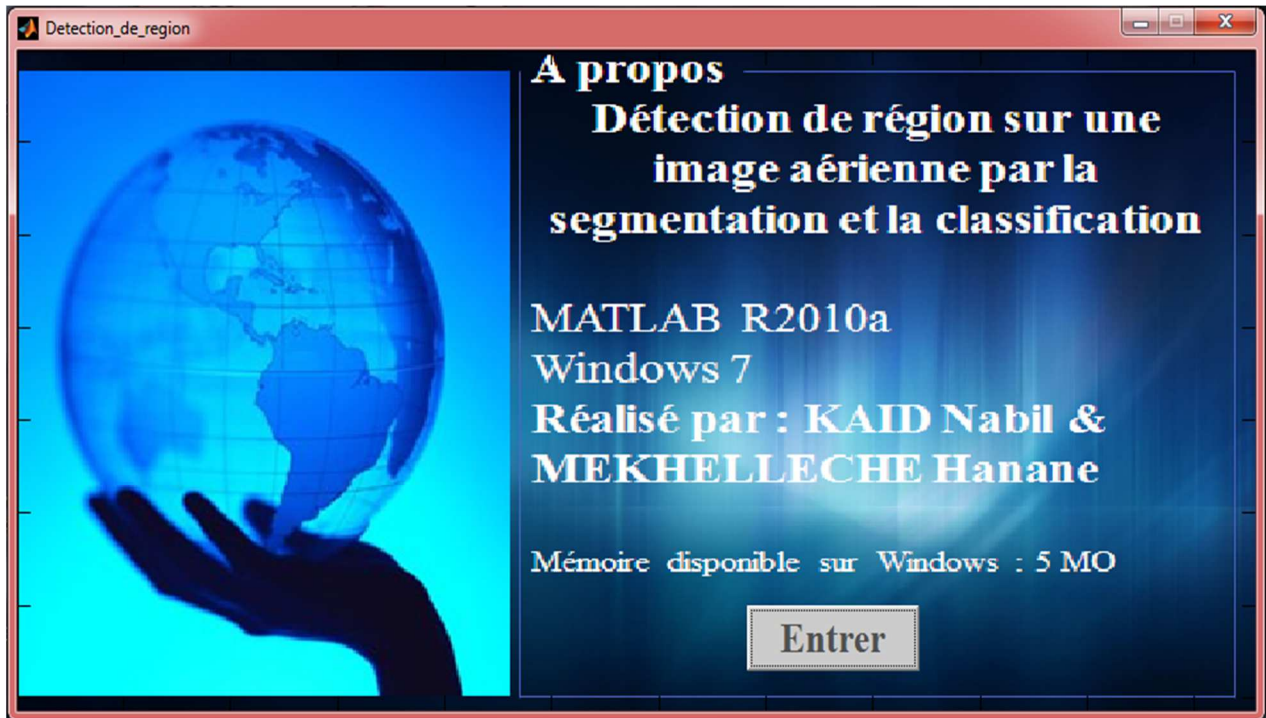 Detection_de_region
A propos
Détection de région sur une
image aérienne par la
segmentation et la classification
MATLAB R2010a
Windows 7
Réalisé par : KAID Nabil &
MEKHELLECHE Hanane
Mémoire disponible sur Windows : 5 MO
Entrer